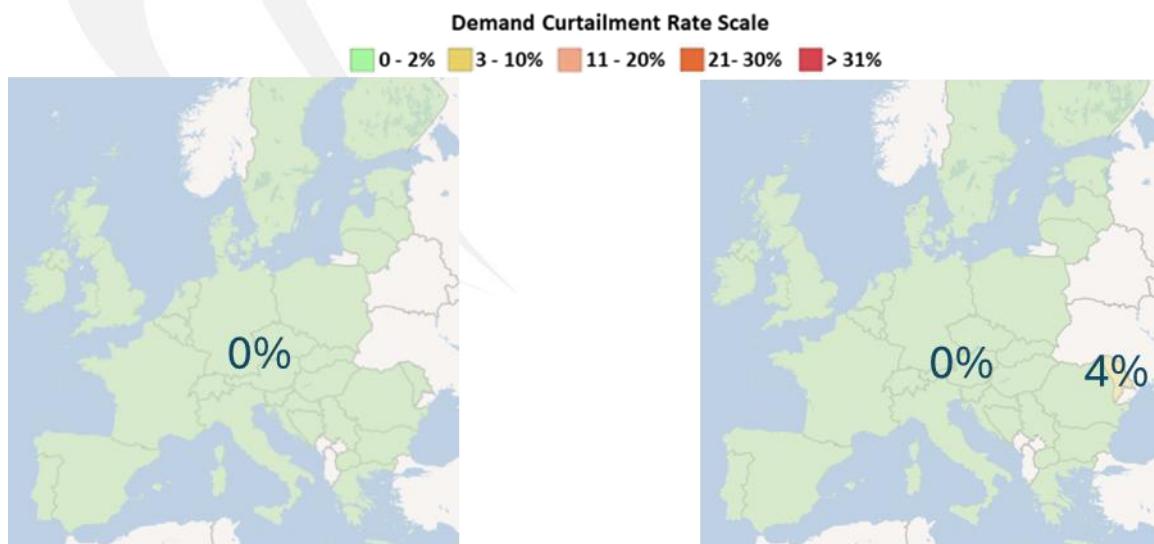 Demand Curtailment Rate Scale
0 - 2% 3 - 10% 11 - 20% 21- 30% > 31%
0%
0%
4%